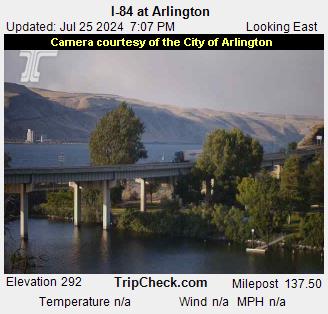 I-84 at Arlington
Updated: Jul 25 2024 7:07 PM Looking East
Camera courtesy of the City of Arlington
Elevation 292 TripCheck.com Milepost 137.50
Temperature n/a Wind n/a MPH n/a